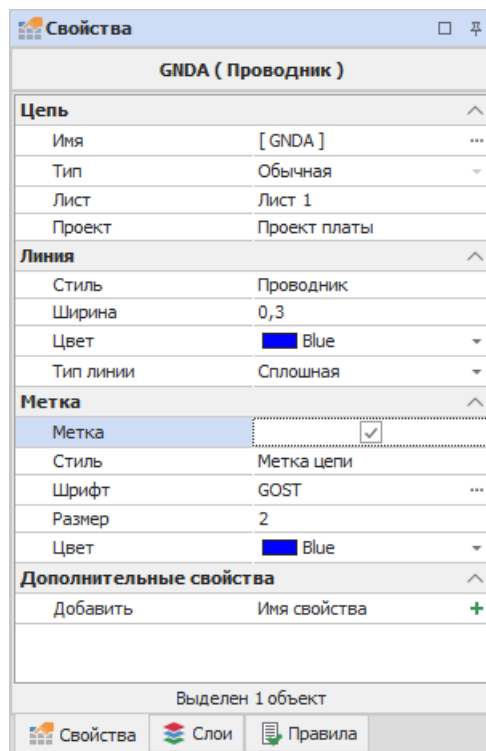 Свойства
GNDA ( Проводник )
Цепь
Имя [ GNDA ] ...
Тип Обычная
Лист Лист 1
Проект Проект платы
Линия
Стиль Проводник
Ширина 0,3
Цвет Blue
Тип линии Сплошная
Метка
Метка
Стиль Метка цепи
Шрифт GOST ...
Размер 2
Цвет Blue
Дополнительные свойства
Добавить Имя свойства +
Выделен 1 объект
Свойства Слои Правила